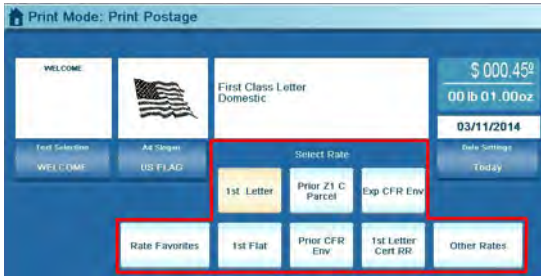 Print Mode: Print Postage
WELCOME
First Class Letter
Domestic
$ 000.45⁹
00 lb 01.00oz
03/11/2014
Text Selection
WELCOME
Ad Slogan
US FLAG
Select Rate
Date Settings
Today
1st Letter
Prior Z1 C
Parcel
Exp CFR Env
Rate Favorites
1st Flat
Prior CFR
Env
1st Letter
Cert RR
Other Rates